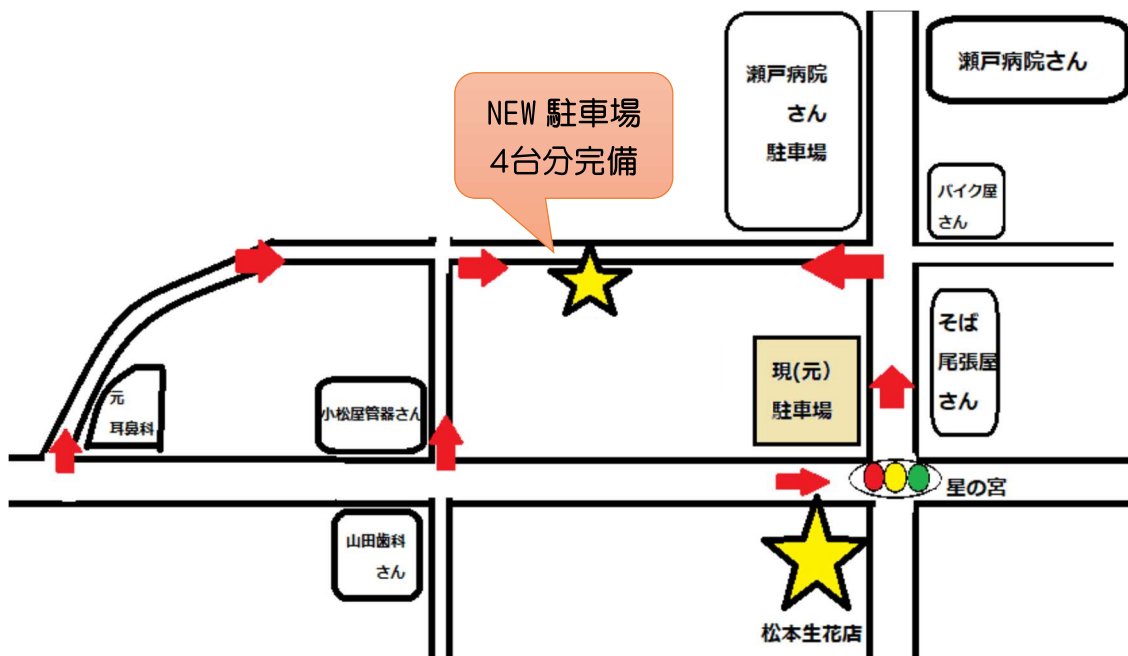 瀬戸病院
さん
駐車場
瀬戸病院さん
NEW 駐車場
4台分完備
バイク屋
さん
そば
尾張屋
さん
現(元)
駐車場
元
耳鼻科
小松屋管器さん
星の宮
山田歯科
さん
松本生花店